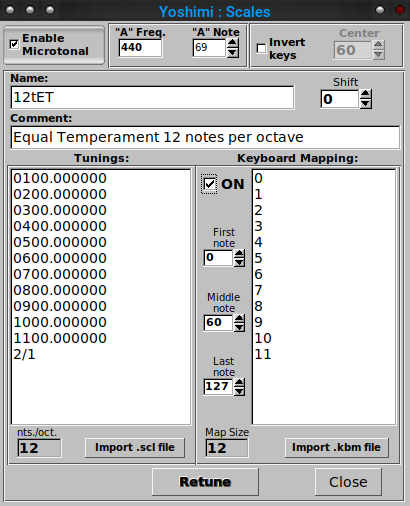 Yoshimi : Scales
Enable Microtonal
"A" Freq.
440
"A" Note
69
Invert keys
Center
60
Name:
12tET
Shift
0
Comment:
Equal Temperament 12 notes per octave
Tunings:
0100.000000
0200.000000
0300.000000
0400.000000
0500.000000
0600.000000
0700.000000
0800.000000
0900.000000
1000.000000
1100.000000
2/1
nts./oct.
12
Import .scl file
Keyboard Mapping:
ON
First note
0
Middle note
60
Last note
127
0
1
2
3
4
5
6
7
8
9
10
11
Map Size
12
Import .kbm file
Retune
Close